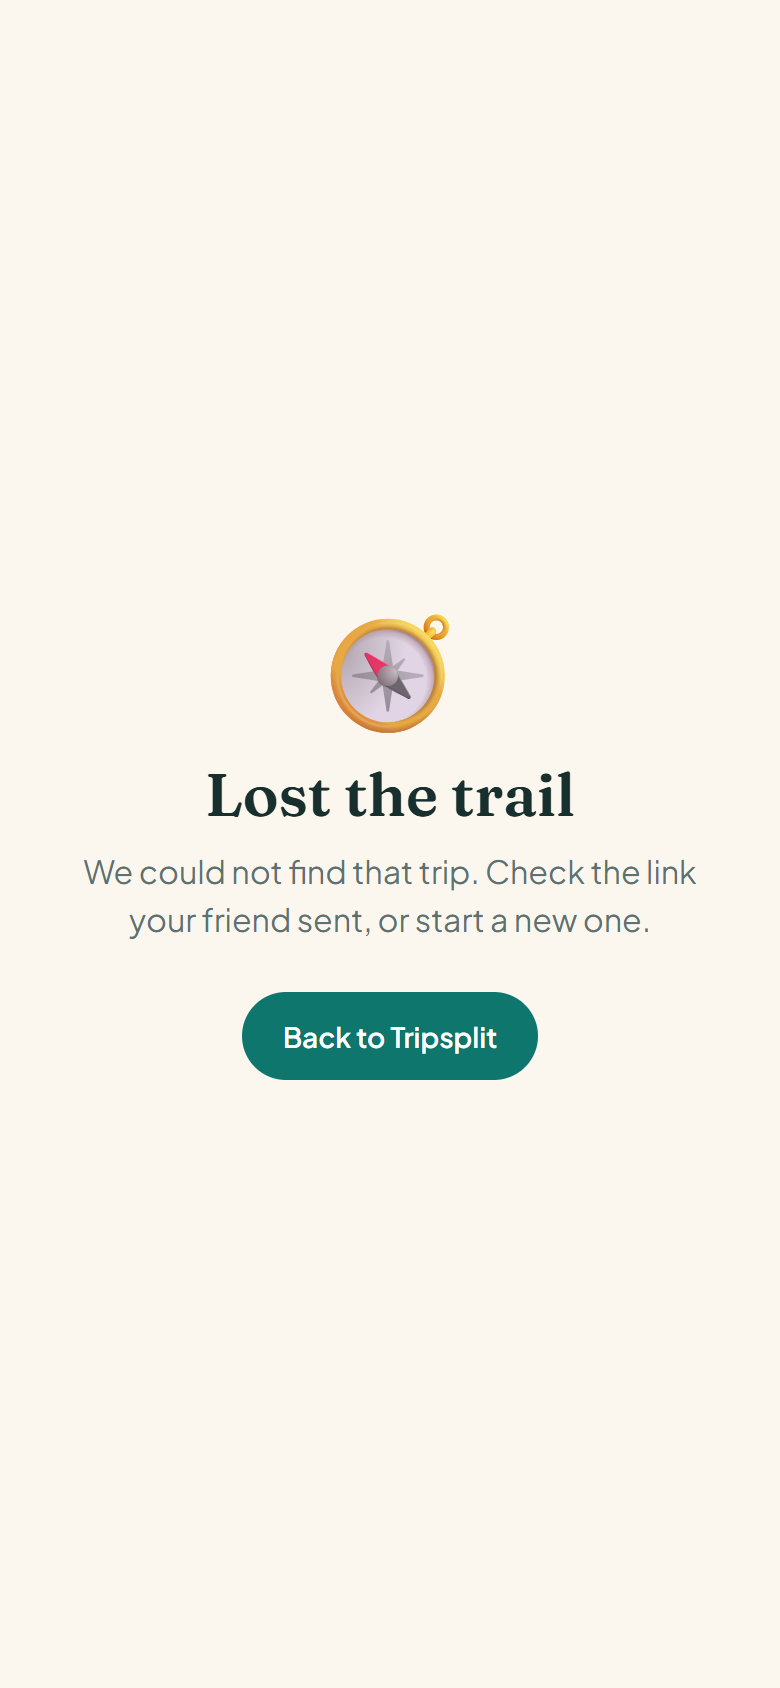 Lost the trail
We could not find that trip. Check the link
your friend sent, or start a new one.
Back to Tripsplit